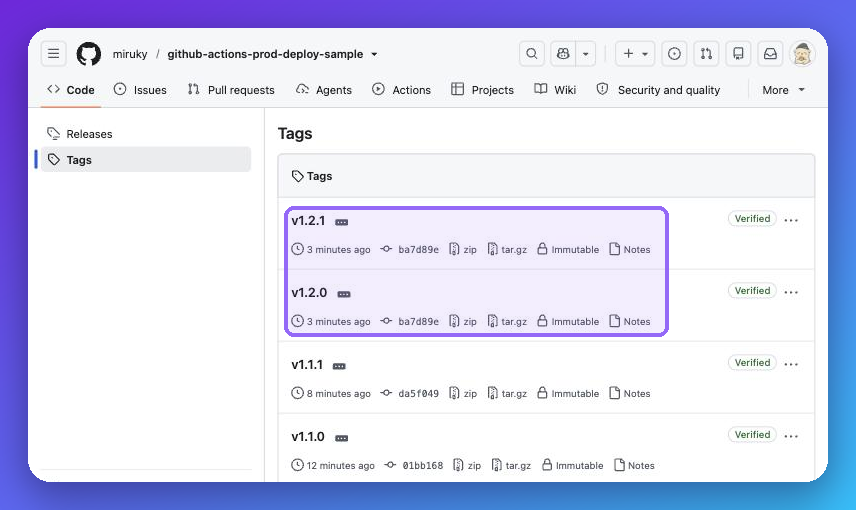 miruky / github-actions-prod-deploy-sample
Code Issues Pull requests Agents Actions Projects Wiki Security and quality More
Releases
Tags
Tags
Tags
v1.2.1
Verified
3 minutes ago ba7d89e zip tar.gz Immutable Notes
v1.2.0
Verified
3 minutes ago ba7d89e zip tar.gz Immutable Notes
v1.1.1
Verified
8 minutes ago da5f049 zip tar.gz Immutable Notes
v1.1.0
Verified
12 minutes ago 01bb168 zip tar.gz Immutable Notes